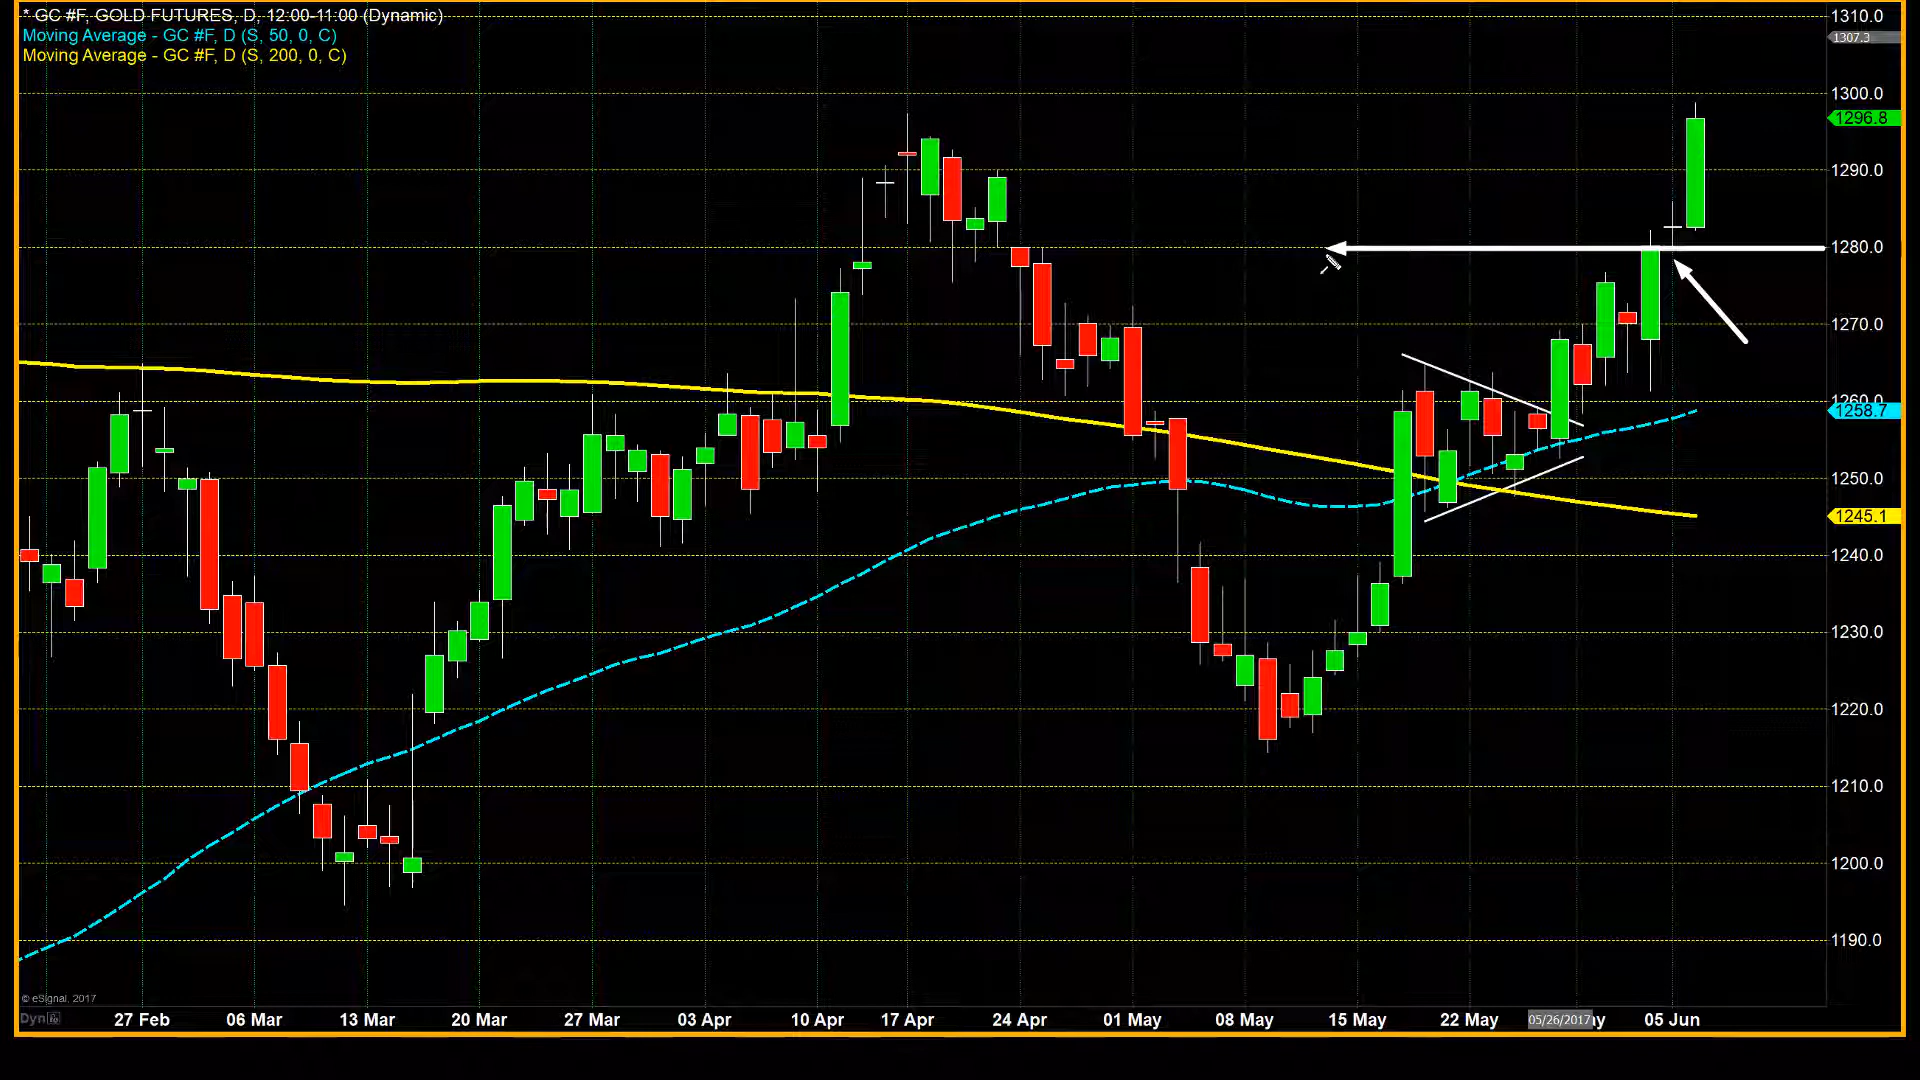 * GC #F, GOLD FUTURES, D, 12:00-11:00 (Dynamic)
Moving Average - GC #F, D (S, 50, 0, C)
Moving Average - GC #F, D (S, 200, 0, C)
1310.0
1307.3
1300.0
1296.8
1290.0
1280.0
1270.0
1260.0
1258.7
1250.0
1245.1
1240.0
1230.0
1220.0
1210.0
1200.0
1190.0
© eSignal, 2017
Dyn
27 Feb 06 Mar 13 Mar 20 Mar 27 Mar 03 Apr 10 Apr 17 Apr 24 Apr 01 May 08 May 15 May 22 May 05/26/2017 05 Jun